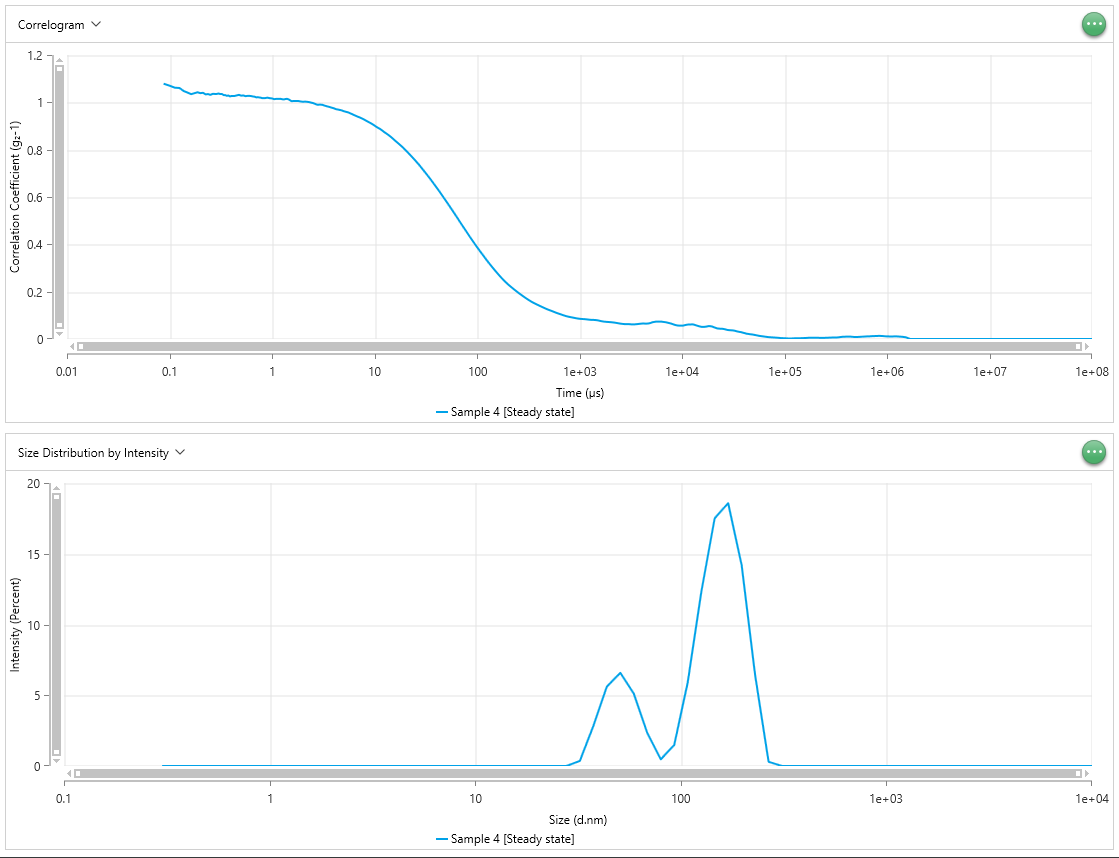 Correlogram
1.2
1
0.8
0.6
0.4
0.2
0
Correlation Coefficient (g₂-1)
0.01 0.1 1 10 100 1e+03 1e+04 1e+05 1e+06 1e+07 1e+08
Time (µs)
Sample 4 [Steady state]
Size Distribution by Intensity
20
15
10
5
0
Intensity (Percent)
0.1 1 10 100 1e+03 1e+04
Size (d.nm)
Sample 4 [Steady state]